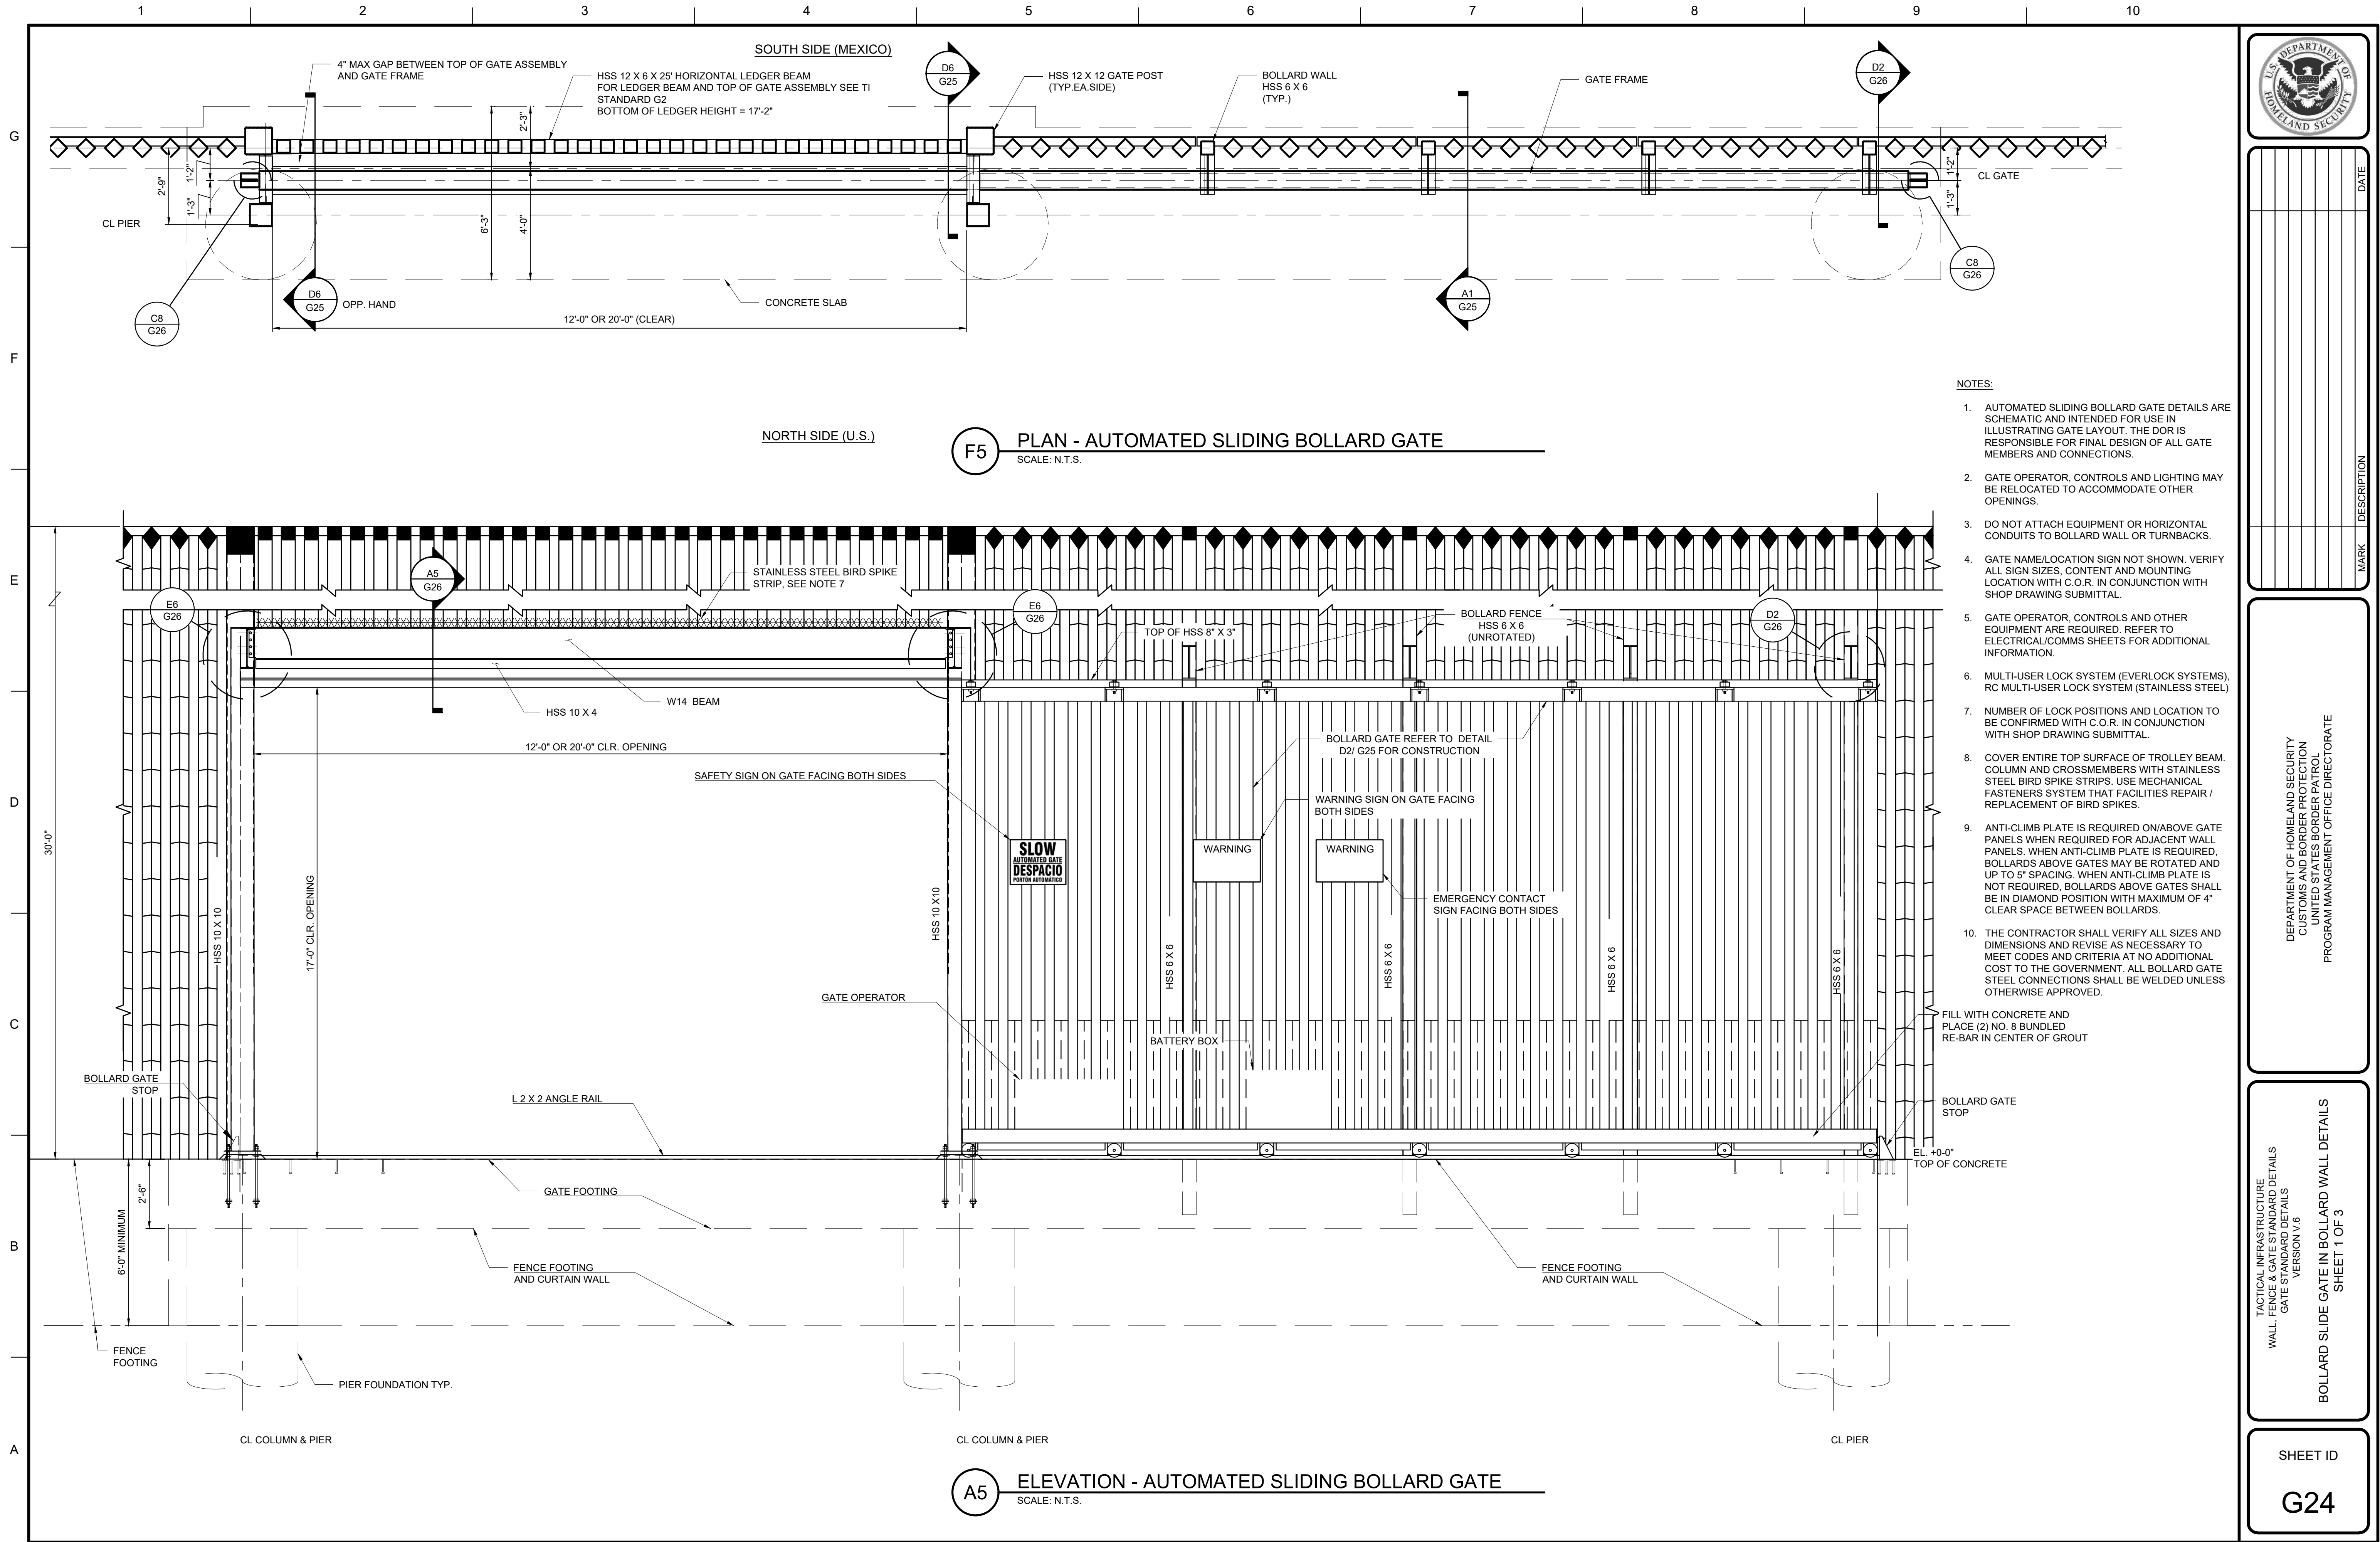 1 2 3 4 5 6 7 8 9 10
G
F
E
D
C
B
A
SOUTH SIDE (MEXICO)
4" MAX GAP BETWEEN TOP OF GATE ASSEMBLY
AND GATE FRAME
HSS 12 X 6 X 25' HORIZONTAL LEDGER BEAM
FOR LEDGER BEAM AND TOP OF GATE ASSEMBLY SEE TI
STANDARD G2
BOTTOM OF LEDGER HEIGHT = 17'-2"
D6
G25
HSS 12 X 12 GATE POST
(TYP.EA.SIDE)
BOLLARD WALL
HSS 6 X 6
(TYP.)
GATE FRAME
D2
G26
2'-3"
2'-9"
1'-2"
1'-3"
6'-3"
4'-0"
CL PIER
1'-2"
1'-3"
CL GATE
C8
G26
D6
G25
OPP. HAND
CONCRETE SLAB
12'-0" OR 20'-0" (CLEAR)
A1
G25
C8
G26
NORTH SIDE (U.S.)
F5
PLAN - AUTOMATED SLIDING BOLLARD GATE
SCALE: N.T.S.
NOTES:
1. AUTOMATED SLIDING BOLLARD GATE DETAILS ARE
SCHEMATIC AND INTENDED FOR USE IN
ILLUSTRATING GATE LAYOUT. THE DOR IS
RESPONSIBLE FOR FINAL DESIGN OF ALL GATE
MEMBERS AND CONNECTIONS.
2. GATE OPERATOR, CONTROLS AND LIGHTING MAY
BE RELOCATED TO ACCOMMODATE OTHER
OPENINGS.
3. DO NOT ATTACH EQUIPMENT OR HORIZONTAL
CONDUITS TO BOLLARD WALL OR TURNBACKS.
4. GATE NAME/LOCATION SIGN NOT SHOWN. VERIFY
ALL SIGN SIZES, CONTENT AND MOUNTING
LOCATION WITH C.O.R. IN CONJUNCTION WITH
SHOP DRAWING SUBMITTAL.
5. GATE OPERATOR, CONTROLS AND OTHER
EQUIPMENT ARE REQUIRED. REFER TO
ELECTRICAL/COMMS SHEETS FOR ADDITIONAL
INFORMATION.
6. MULTI-USER LOCK SYSTEM (EVERLOCK SYSTEMS),
RC MULTI-USER LOCK SYSTEM (STAINLESS STEEL)
7. NUMBER OF LOCK POSITIONS AND LOCATION TO
BE CONFIRMED WITH C.O.R. IN CONJUNCTION
WITH SHOP DRAWING SUBMITTAL.
8. COVER ENTIRE TOP SURFACE OF TROLLEY BEAM.
COLUMN AND CROSSMEMBERS WITH STAINLESS
STEEL BIRD SPIKE STRIPS. USE MECHANICAL
FASTENERS SYSTEM THAT FACILITIES REPAIR /
REPLACEMENT OF BIRD SPIKES.
9. ANTI-CLIMB PLATE IS REQUIRED ON/ABOVE GATE
PANELS WHEN REQUIRED FOR ADJACENT WALL
PANELS. WHEN ANTI-CLIMB PLATE IS REQUIRED,
BOLLARDS ABOVE GATES MAY BE ROTATED AND
UP TO 5" SPACING. WHEN ANTI-CLIMB PLATE IS
NOT REQUIRED, BOLLARDS ABOVE GATES SHALL
BE IN DIAMOND POSITION WITH MAXIMUM OF 4"
CLEAR SPACE BETWEEN BOLLARDS.
10. THE CONTRACTOR SHALL VERIFY ALL SIZES AND
DIMENSIONS AND REVISE AS NECESSARY TO
MEET CODES AND CRITERIA AT NO ADDITIONAL
COST TO THE GOVERNMENT. ALL BOLLARD GATE
STEEL CONNECTIONS SHALL BE WELDED UNLESS
OTHERWISE APPROVED.
A5
G26
STAINLESS STEEL BIRD SPIKE
STRIP, SEE NOTE 7
E6
G26
E6
G26
BOLLARD FENCE
HSS 6 X 6
(UNROTATED)
D2
G26
TOP OF HSS 8" X 3"
W14 BEAM
HSS 10 X 4
12'-0" OR 20'-0" CLR. OPENING
BOLLARD GATE REFER TO DETAIL
D2/ G25 FOR CONSTRUCTION
SAFETY SIGN ON GATE FACING BOTH SIDES
WARNING SIGN ON GATE FACING
BOTH SIDES
30'-0"
SLOW
AUTOMATED GATE
DESPACIO
PORTÓN AUTOMÁTICO
WARNING
WARNING
EMERGENCY CONTACT
SIGN FACING BOTH SIDES
HSS 10 X 10
17'-0" CLR. OPENING
HSS 10 X10
HSS 6 X 6
HSS 6 X 6
HSS 6 X 6
HSS 6 X 6
GATE OPERATOR
BATTERY BOX
FILL WITH CONCRETE AND
PLACE (2) NO. 8 BUNDLED
RE-BAR IN CENTER OF GROUT
BOLLARD GATE
STOP
L 2 X 2 ANGLE RAIL
BOLLARD GATE
STOP
EL. +0-0"
TOP OF CONCRETE
2'-6"
6'-0" MINIMUM
GATE FOOTING
FENCE FOOTING
AND CURTAIN WALL
FENCE FOOTING
AND CURTAIN WALL
FENCE
FOOTING
PIER FOUNDATION TYP.
CL COLUMN & PIER
CL COLUMN & PIER
CL PIER
A5
ELEVATION - AUTOMATED SLIDING BOLLARD GATE
SCALE: N.T.S.
U.S. DEPARTMENT OF HOMELAND SECURITY
DATE
DESCRIPTION
MARK
DEPARTMENT OF HOMELAND SECURITY
CUSTOMS AND BORDER PROTECTION
UNITED STATES BORDER PATROL
PROGRAM MANAGEMENT OFFICE DIRECTORATE
TACTICAL INFRASTRUCTURE
WALL, FENCE & GATE STANDARD DETAILS
GATE STANDARD DETAILS
VERSION V.6
BOLLARD SLIDE GATE IN BOLLARD WALL DETAILS
SHEET 1 OF 3
SHEET ID
G24